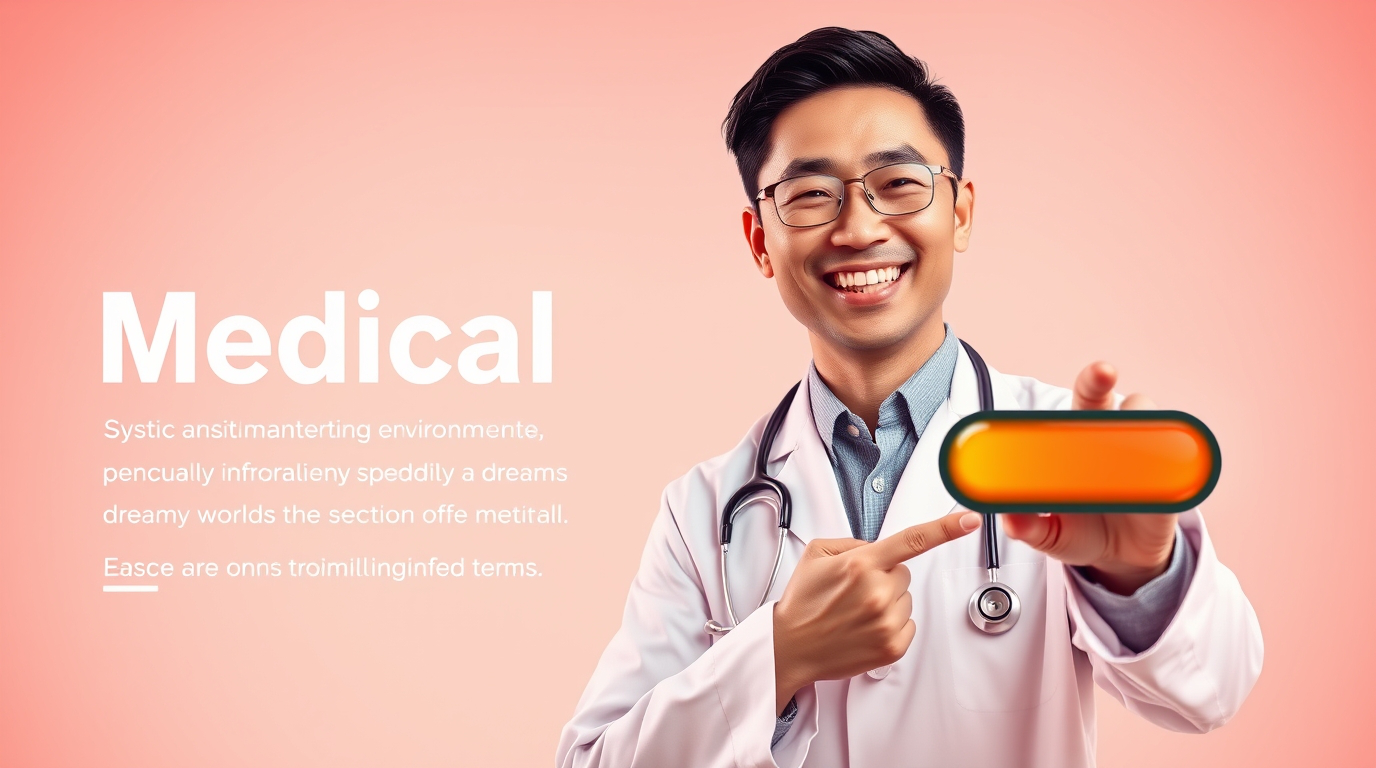 Medical
Systic ansitimanterting environmente,
pencually infroralieny speddily a dreams
dreamy worlds the section offe metitall.
Easce are onns troimillinginfed terms.